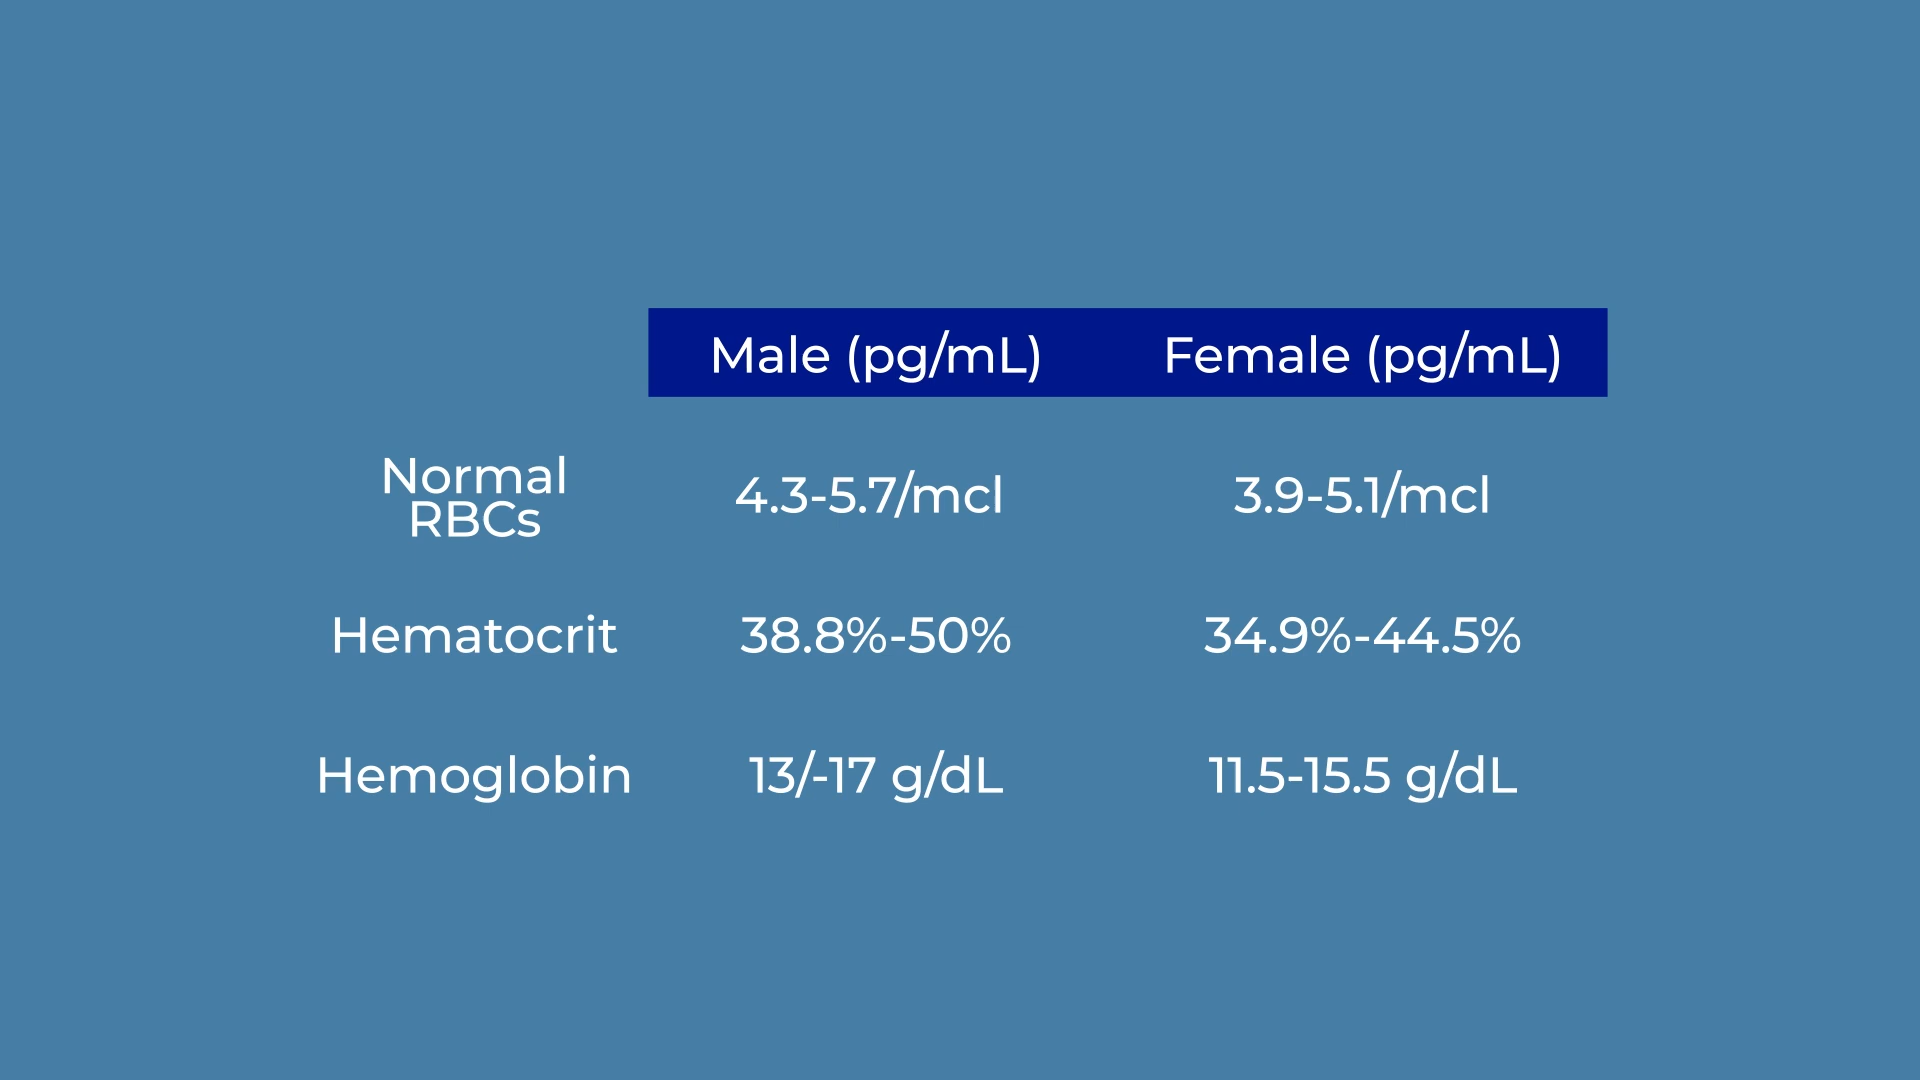 Male (pg/mL) Female (pg/mL)
Normal
RBCs
4.3-5.7/mcl 3.9-5.1/mcl
Hematocrit 38.8%-50% 34.9%-44.5%
Hemoglobin 13/-17 g/dL 11.5-15.5 g/dL